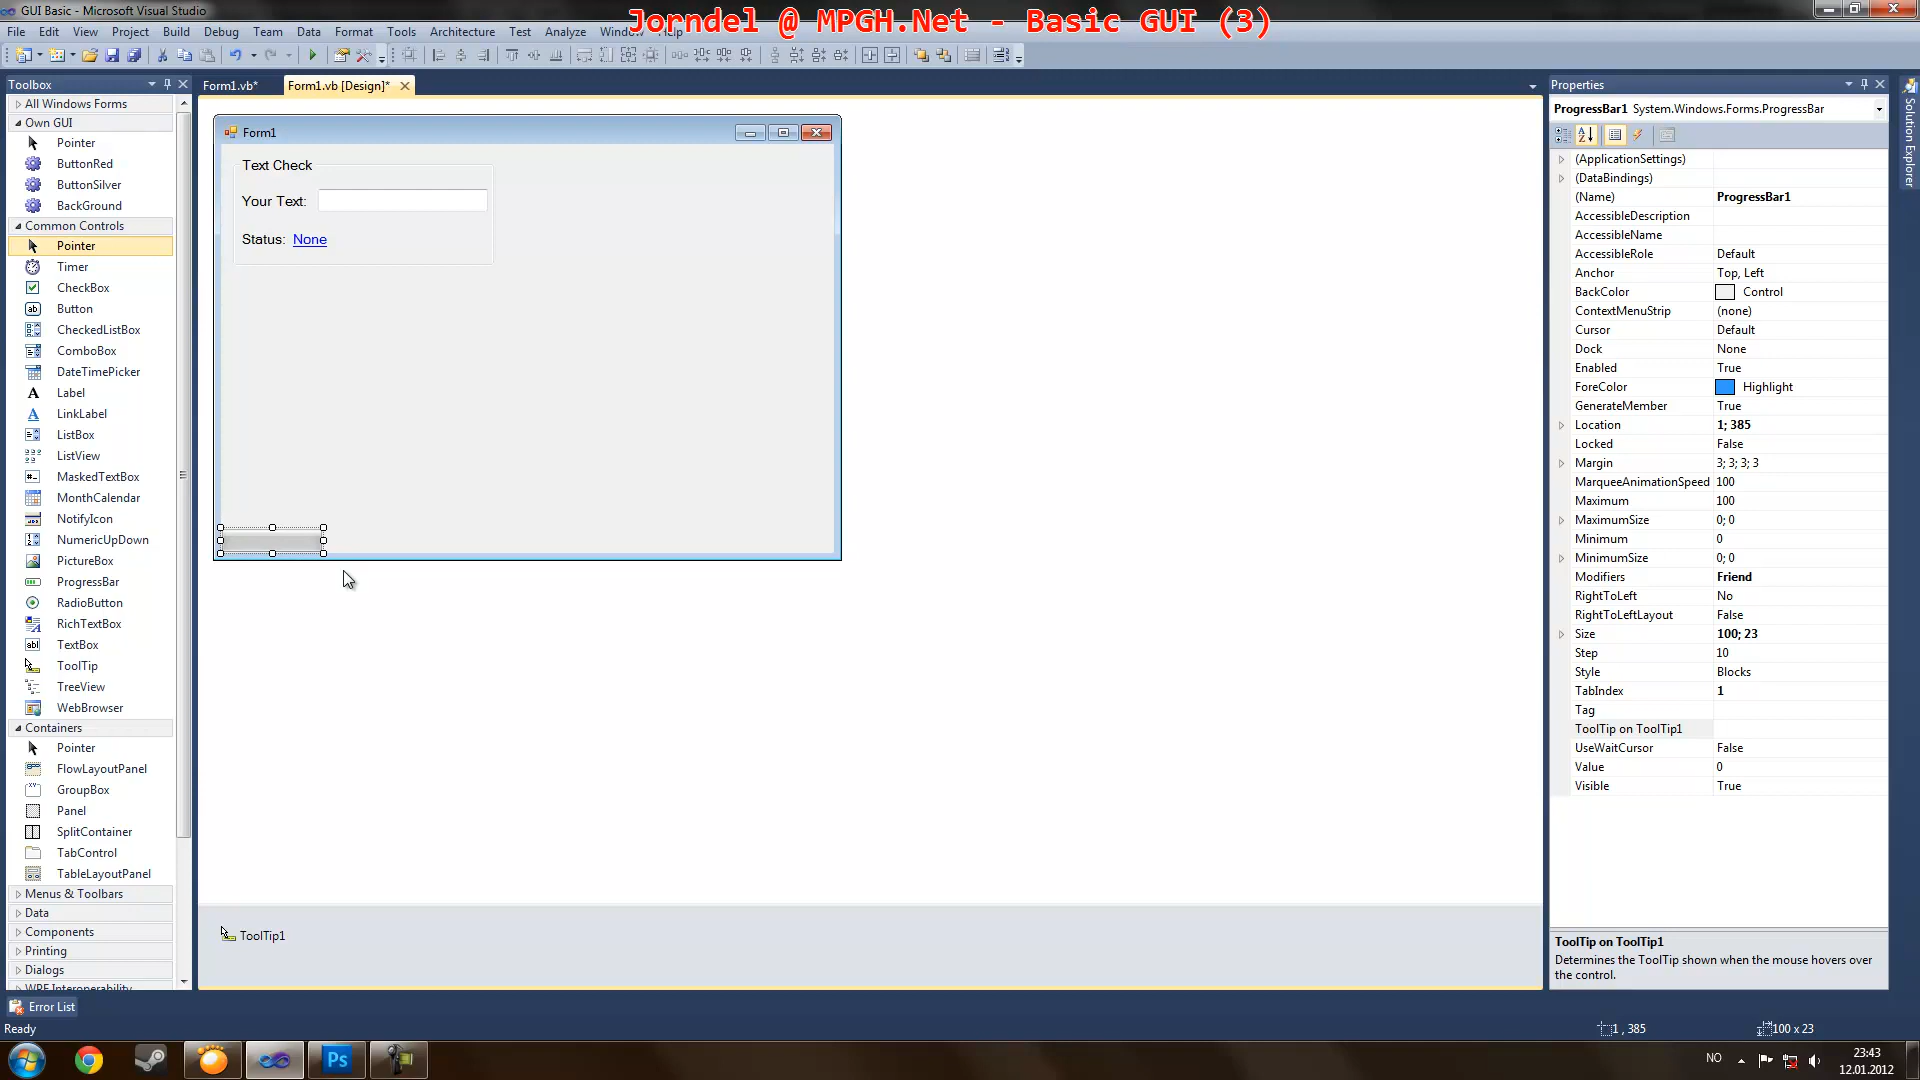 GUI Basic - Microsoft Visual Studio
Jorndel @ MPGH.Net - Basic GUI (3)
File Edit View Project Build Debug Team Data Format Tools Architecture Test Analyze Window Help
Toolbox
Form1.vb*
Form1.vb [Design]*
Properties
All Windows Forms
Own GUI
Pointer
ButtonRed
ButtonSilver
BackGround
Common Controls
Pointer
Timer
CheckBox
Button
CheckedListBox
ComboBox
DateTimePicker
Label
LinkLabel
ListBox
ListView
MaskedTextBox
MonthCalendar
NotifyIcon
NumericUpDown
PictureBox
ProgressBar
RadioButton
RichTextBox
TextBox
ToolTip
TreeView
WebBrowser
Containers
Pointer
FlowLayoutPanel
GroupBox
Panel
SplitContainer
TabControl
TableLayoutPanel
Menus & Toolbars
Data
Components
Printing
Dialogs
WPF Interoperability
Form1
Text Check
Your Text:
Status: None
ToolTip1
ProgressBar1 System.Windows.Forms.ProgressBar
(ApplicationSettings)
(DataBindings)
(Name) ProgressBar1
AccessibleDescription
AccessibleName
AccessibleRole Default
Anchor Top, Left
BackColor Control
ContextMenuStrip (none)
Cursor Default
Dock None
Enabled True
ForeColor Highlight
GenerateMember True
Location 1; 385
Locked False
Margin 3; 3; 3; 3
MarqueeAnimationSpeed 100
Maximum 100
MaximumSize 0; 0
Minimum 0
MinimumSize 0; 0
Modifiers Friend
RightToLeft No
RightToLeftLayout False
Size 100; 23
Step 10
Style Blocks
TabIndex 1
Tag
ToolTip on ToolTip1
UseWaitCursor False
Value 0
Visible True
ToolTip on ToolTip1
Determines the ToolTip shown when the mouse hovers over
the control.
Solution Explorer
Error List
Ready
1 , 385
100 x 23
Ps
NO
23:43
12.01.2012